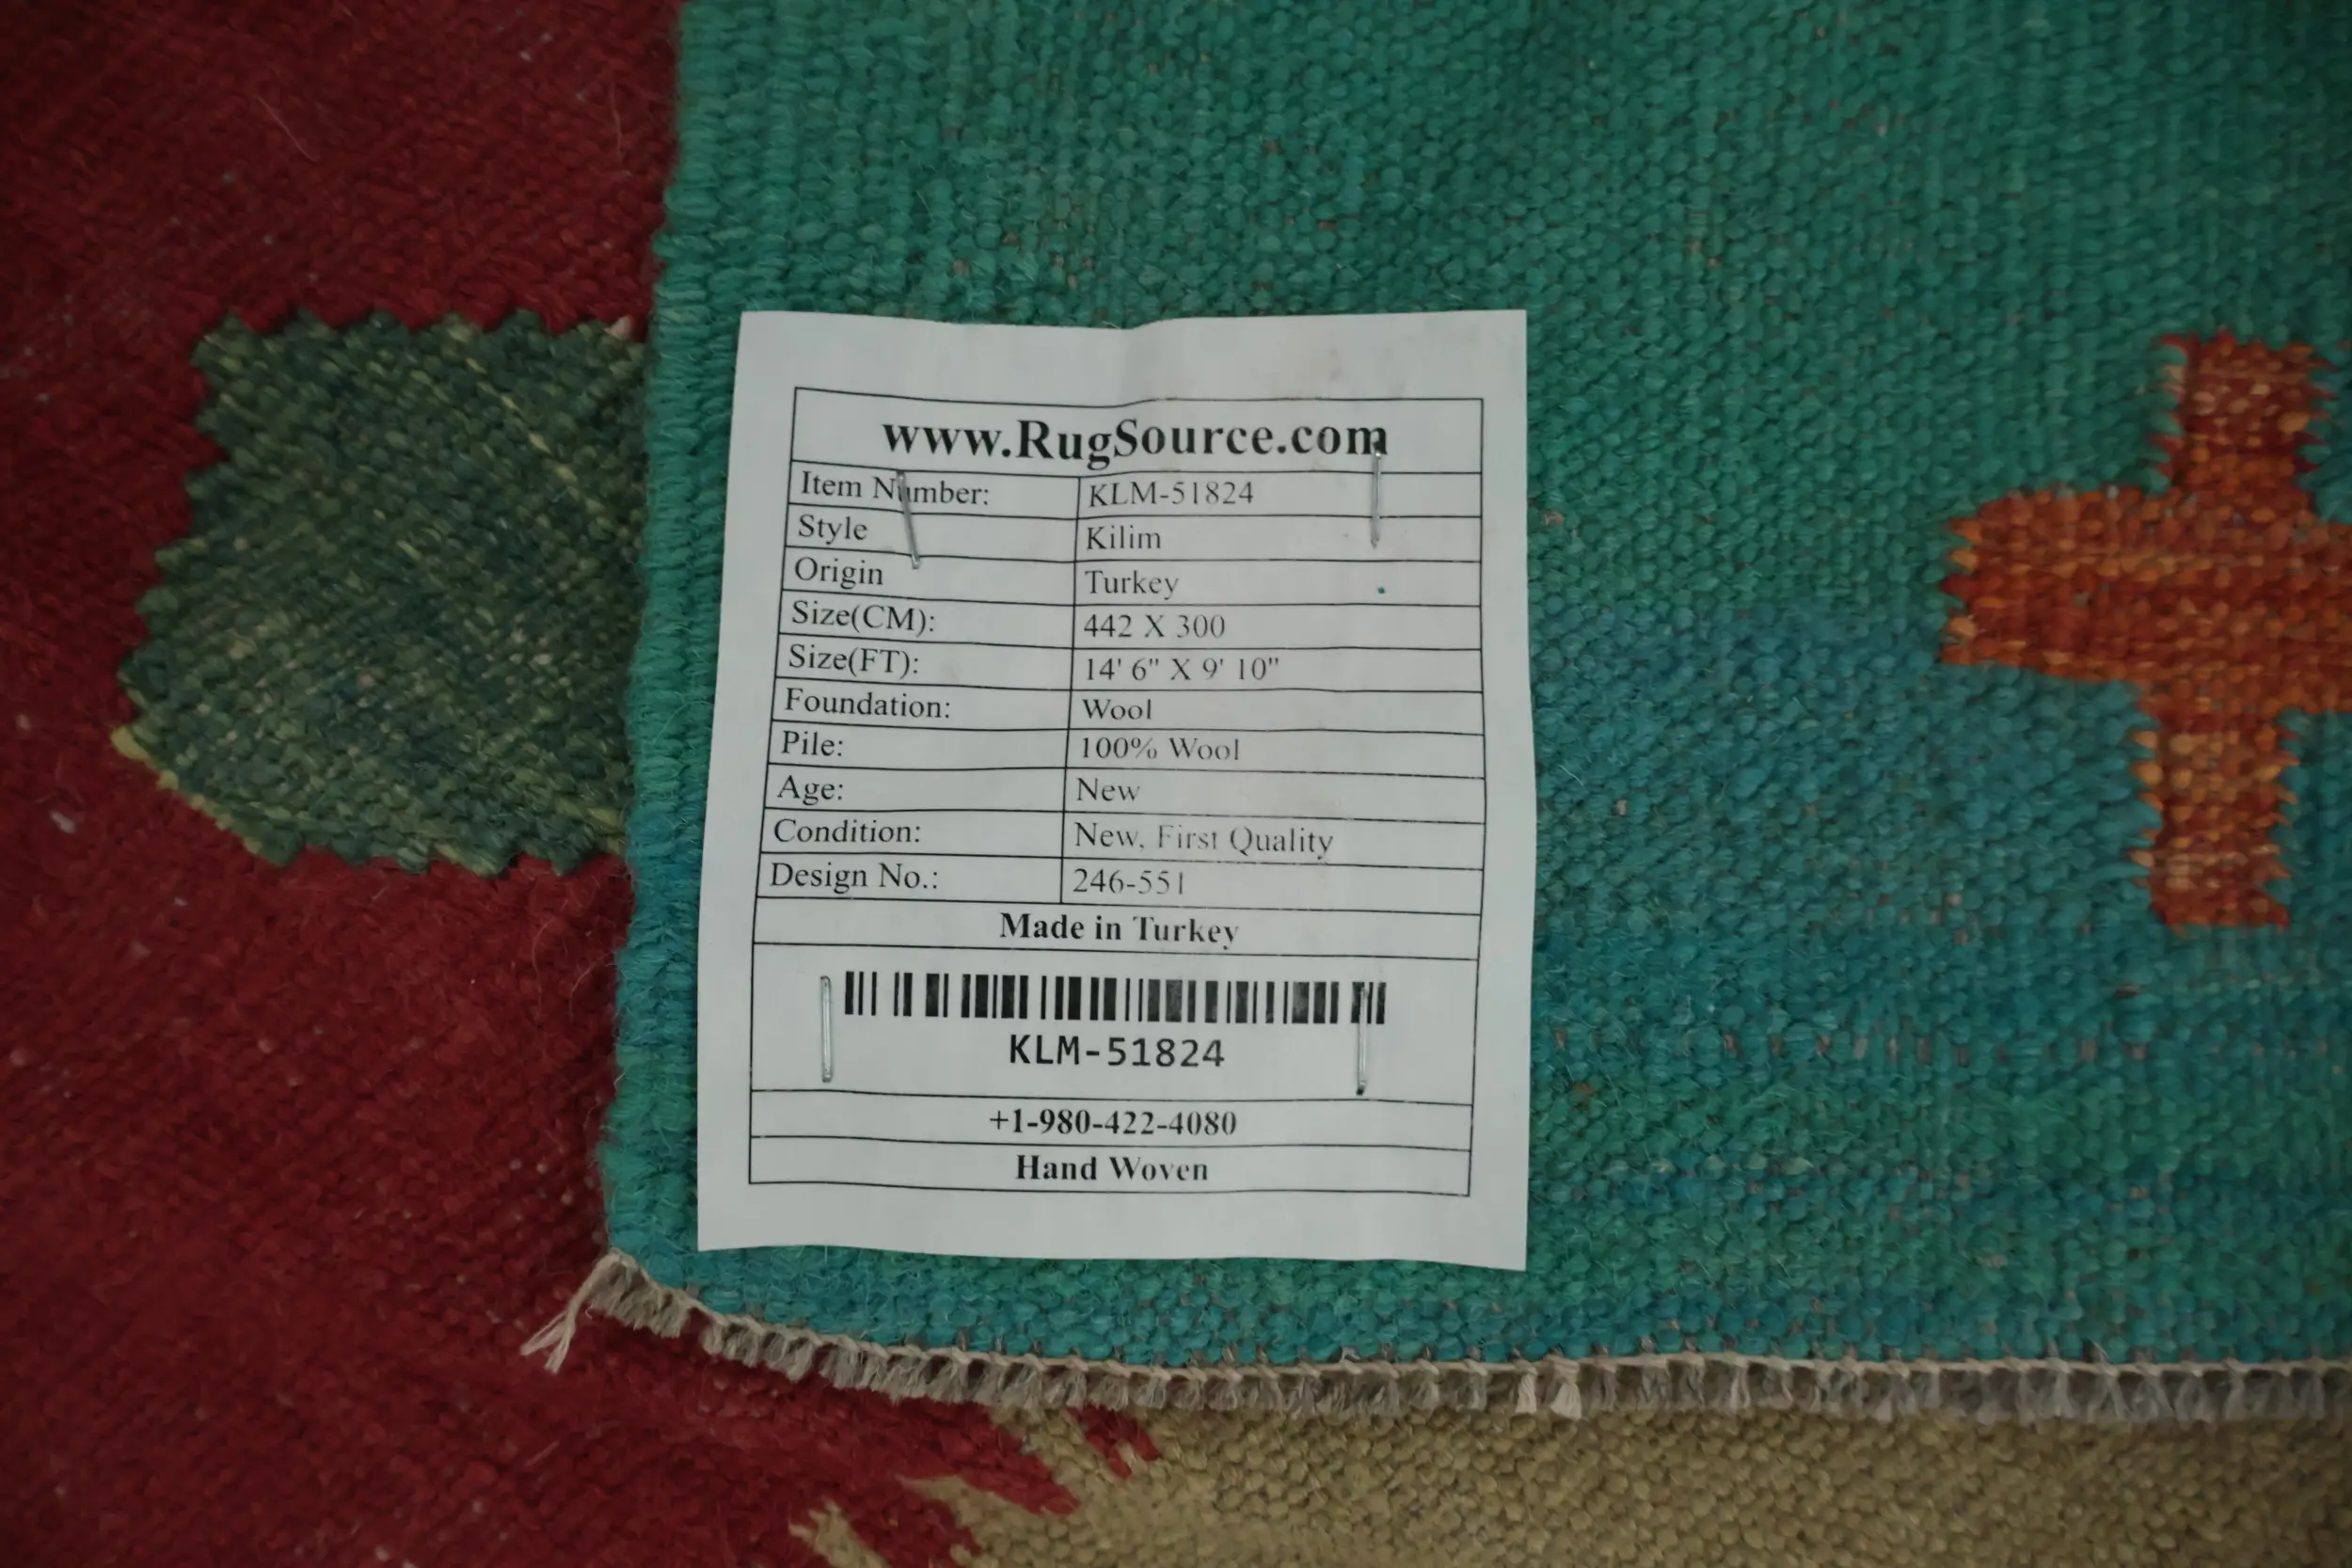 www.RugSource.com
Item Number: KLM-51824
Style Kilim
Origin Turkey
Size(CM): 442 X 300
Size(FT): 14' 6" X 9' 10"
Foundation: Wool
Pile: 100% Wool
Age: New
Condition: New, First Quality
Design No.: 246-551
Made in Turkey
KLM-51824
+1-980-422-4080
Hand Woven